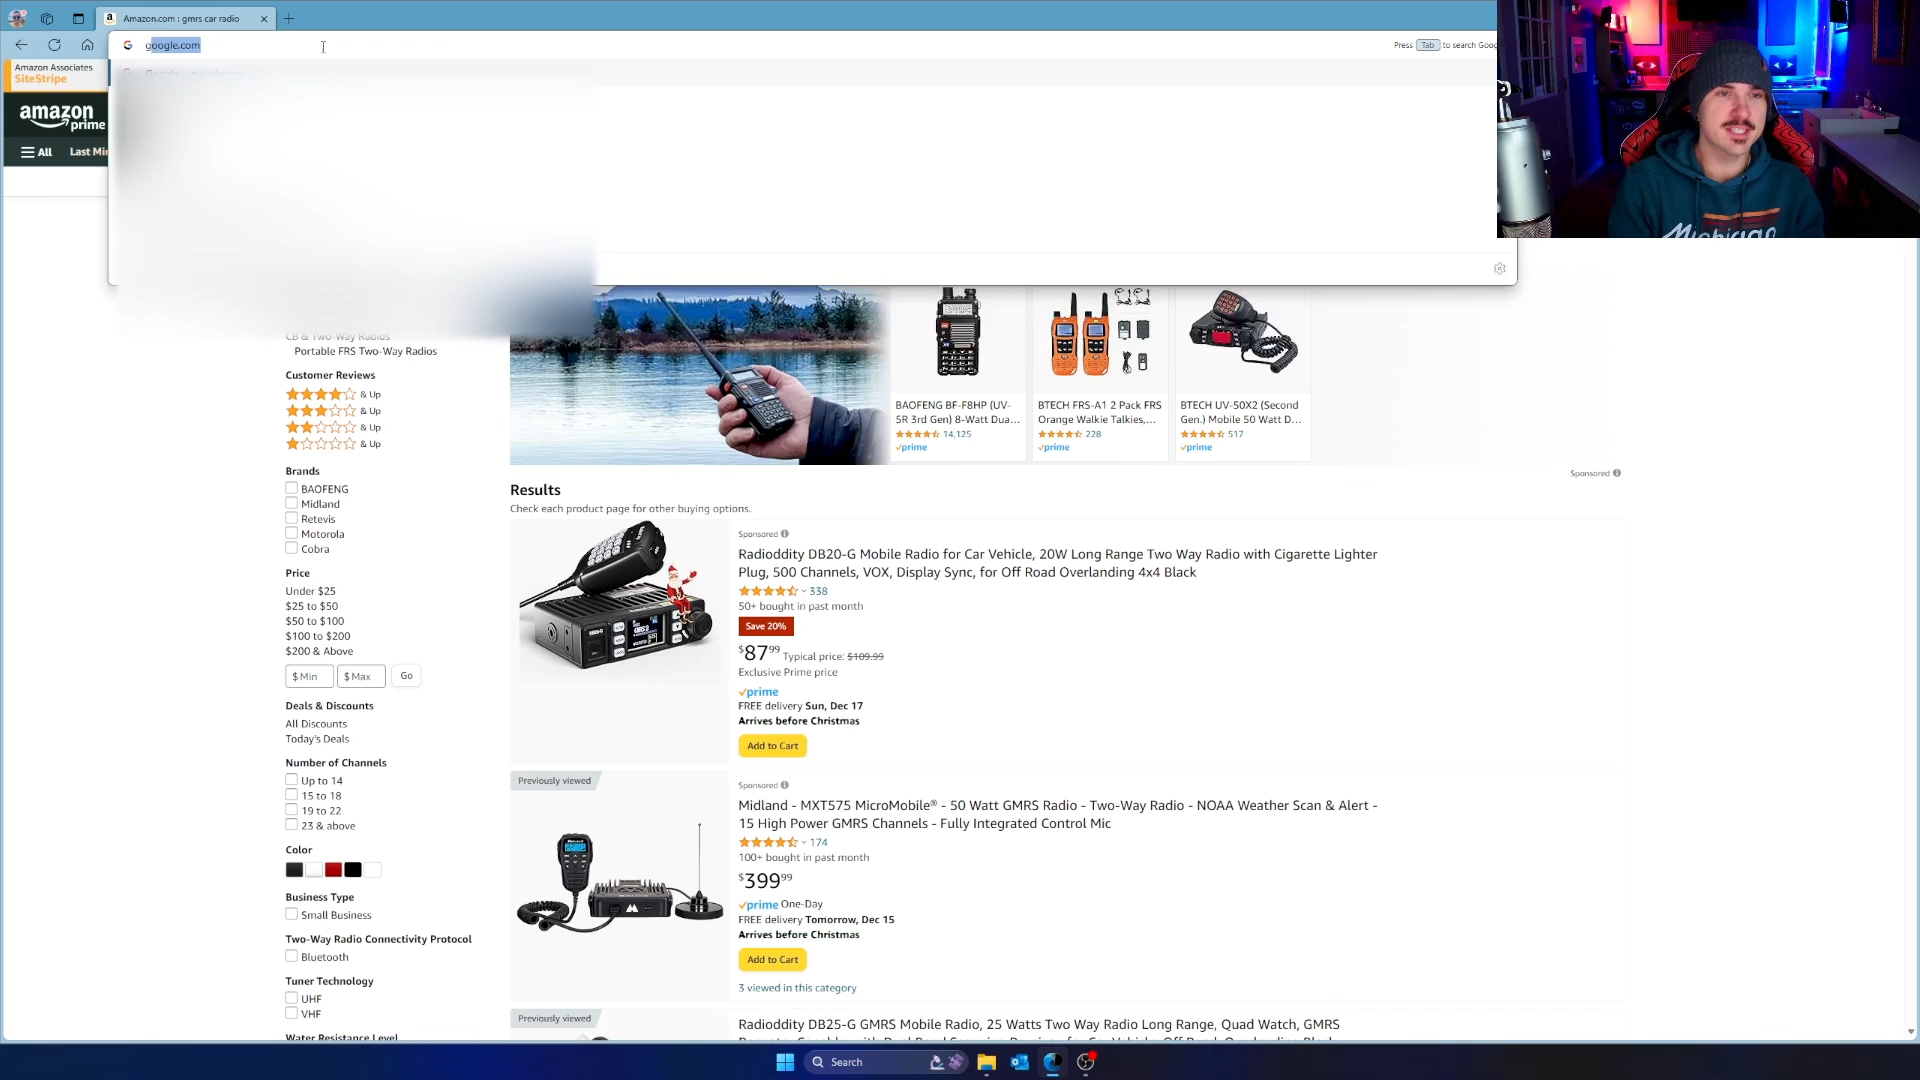 Amazon.com : gmrs car radio
google.com
Press Tab to search Goog
Amazon Associates
SiteStripe
amazon
prime
All
Last Min
Michigan
CB & Two-Way Radios
Portable FRS Two-Way Radios
Customer Reviews
& Up
& Up
& Up
& Up
Brands
BAOFENG
Midland
Retevis
Motorola
Cobra
Price
Under $25
$25 to $50
$50 to $100
$100 to $200
$200 & Above
$ Min
$ Max
Go
Deals & Discounts
All Discounts
Today's Deals
Number of Channels
Up to 14
15 to 18
19 to 22
23 & above
Color
Business Type
Small Business
Two-Way Radio Connectivity Protocol
Bluetooth
Tuner Technology
UHF
VHF
Water Resistance Level
BAOFENG BF-F8HP (UV-
5R 3rd Gen) 8-Watt Dua...
14,125
prime
BTECH FRS-A1 2 Pack FRS
Orange Walkie Talkies,...
228
prime
BTECH UV-50X2 (Second
Gen.) Mobile 50 Watt D...
517
prime
Sponsored
Results
Check each product page for other buying options.
Sponsored
Radioddity DB20-G Mobile Radio for Car Vehicle, 20W Long Range Two Way Radio with Cigarette Lighter
Plug, 500 Channels, VOX, Display Sync, for Off Road Overlanding 4x4 Black
338
50+ bought in past month
Save 20%
$87.99 Typical price: $109.99
Exclusive Prime price
prime
FREE delivery Sun, Dec 17
Arrives before Christmas
Add to Cart
Previously viewed
Sponsored
Midland - MXT575 MicroMobile® - 50 Watt GMRS Radio - Two-Way Radio - NOAA Weather Scan & Alert -
15 High Power GMRS Channels - Fully Integrated Control Mic
174
100+ bought in past month
$399.99
prime One-Day
FREE delivery Tomorrow, Dec 15
Arrives before Christmas
Add to Cart
3 viewed in this category
Previously viewed
Radioddity DB25-G GMRS Mobile Radio, 25 Watts Two Way Radio Long Range, Quad Watch, GMRS
Search